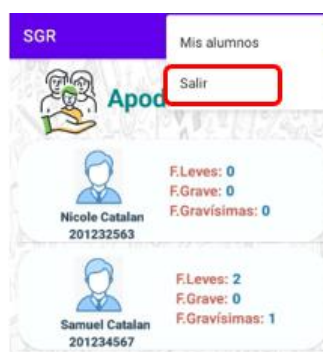 SGR
Mis alumnos
Salir
Apod
F.Leves: 0
F.Grave: 0
F.Gravísimas: 0
Nicole Catalan
201232563
F.Leves: 2
F.Grave: 0
F.Gravísimas: 1
Samuel Catalan
201234567